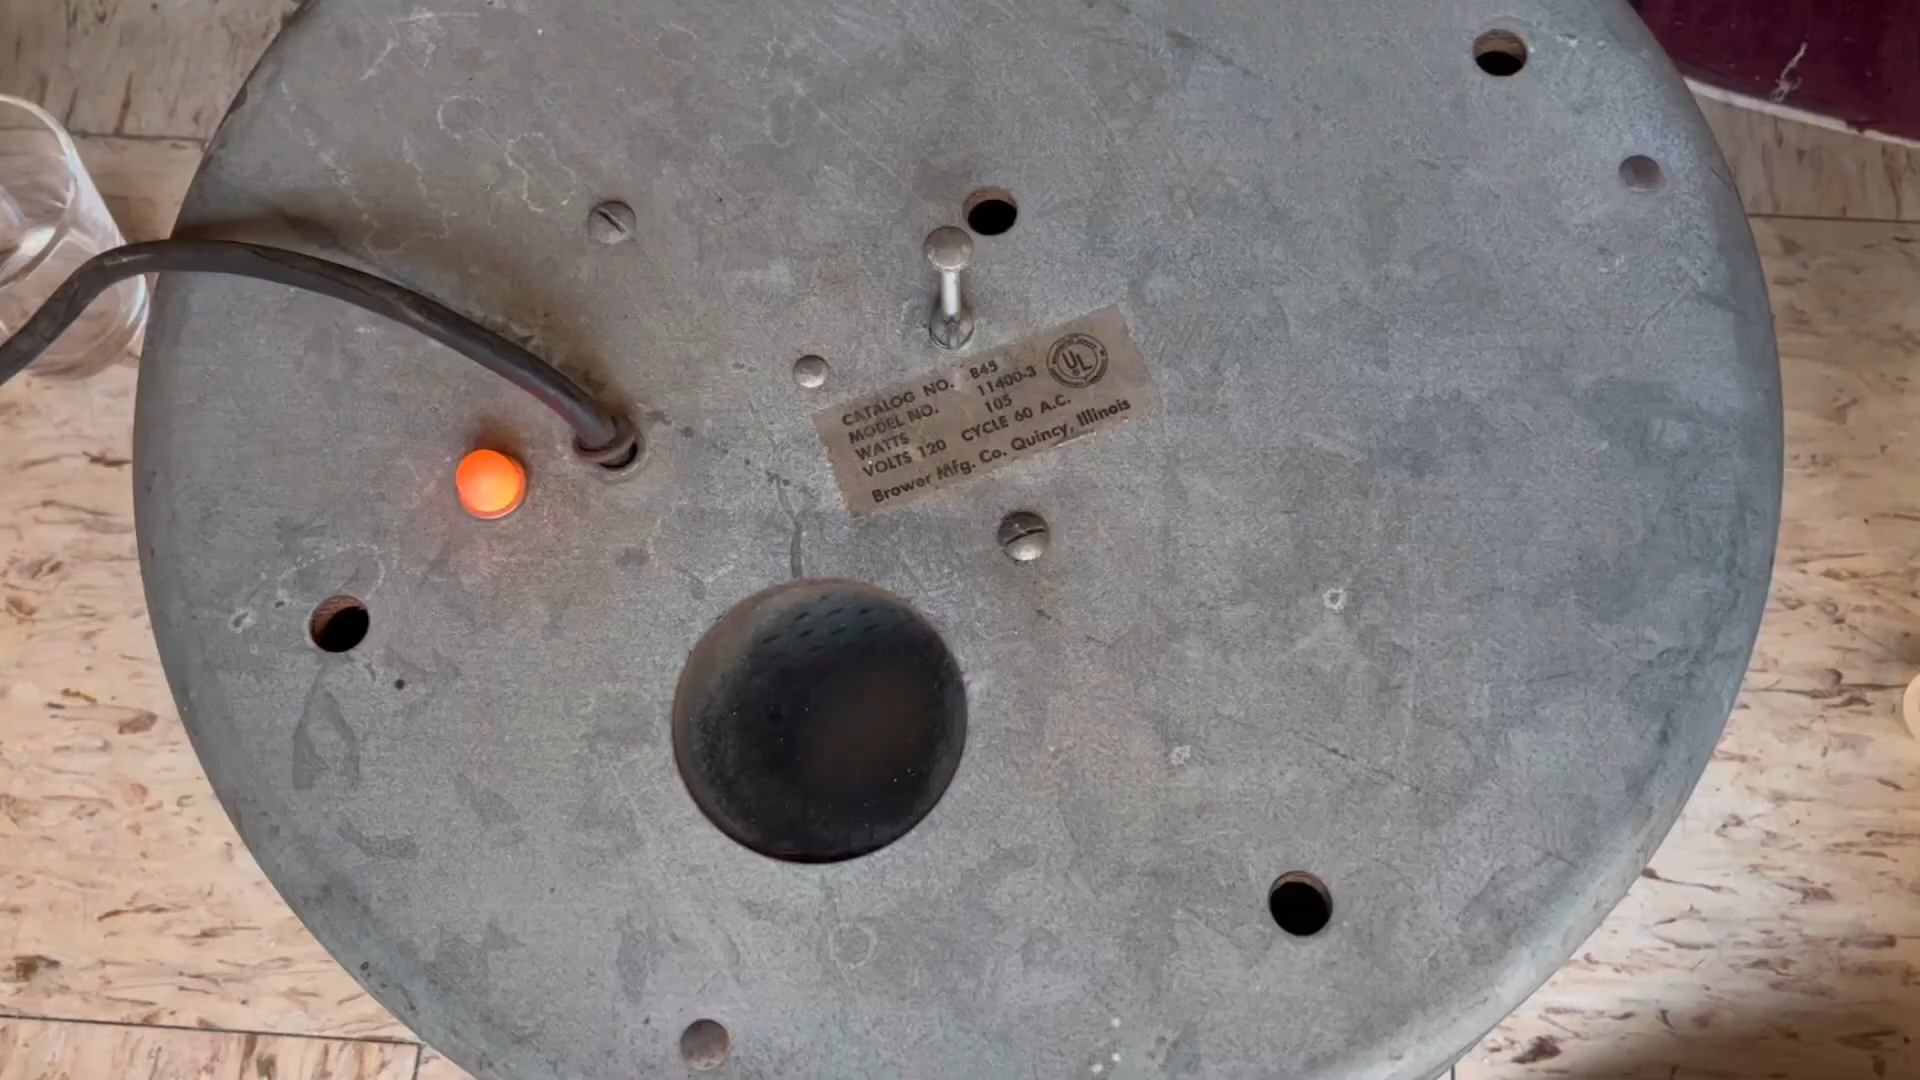 CATALOG NO. 845
MODEL NO. 11400-3
WATTS 105
VOLTS 120 CYCLE 60 A.C.
Brower Mfg. Co. Quincy, Illinois
UL